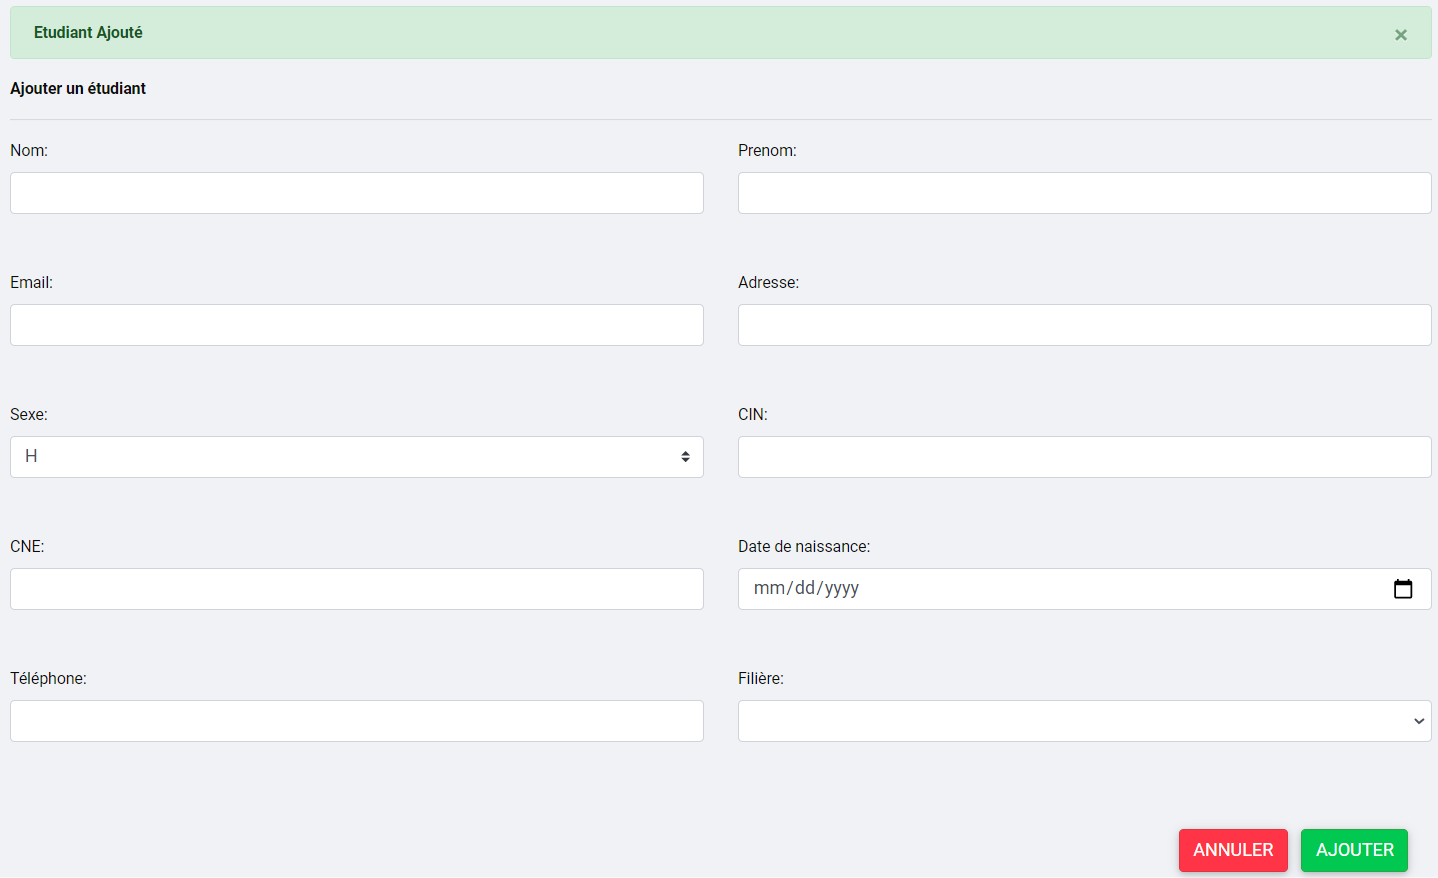 Etudiant Ajouté ×
Ajouter un étudiant
Nom: Prenom:
Email: Adresse:
Sexe: CIN:
H
CNE: Date de naissance:
mm/dd/yyyy
Téléphone: Filière:
ANNULER AJOUTER